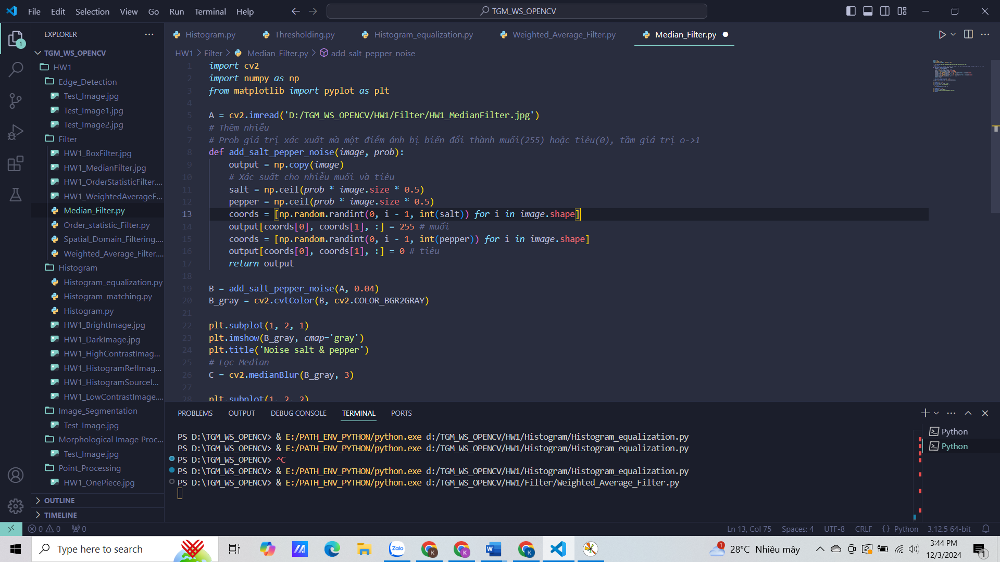 File Edit Selection View Go Run Terminal Help
TGM_WS_OPENCV
EXPLORER
1
TGM_WS_OPENCV
HW1
Edge_Detection
Test_Image.jpg
Test_Image1.jpg
Test_Image2.jpg
Filter
HW1_BoxFilter.jpg
HW1_MedianFilter.jpg
HW1_OrderStatisticFilter....
HW1_WeightedAverageF...
Median_Filter.py
Order_statistic_Filter.py
Spatial_Domain_Filtering....
Weighted_Average_Filter....
Histogram
Histogram_equalization.py
Histogram_matching.py
Histogram.py
HW1_BrightImage.jpg
HW1_DarkImage.jpg
HW1_HighContrastImag...
HW1_HistogramRefImag...
HW1_HistogramSourceI...
HW1_LowContrastImage....
Image_Segmentation
Test_Image.jpg
Morphological Image Proc...
Test_Image.jpg
Point_Processing
HW1_OnePiece.jpg
OUTLINE
TIMELINE
Histogram.py Thresholding.py Histogram_equalization.py Weighted_Average_Filter.py Median_Filter.py
HW1 > Filter > Median_Filter.py > add_salt_pepper_noise
1 import cv2
2 import numpy as np
3 from matplotlib import pyplot as plt
4
5 A = cv2.imread('D:/TGM_WS_OPENCV/HW1/Filter/HW1_MedianFilter.jpg')
6 # Thêm nhiễu
7 # Prob giá trị xác xuất mà một điểm ảnh bị biến đổi thành muối(255) hoặc tiêu(0), tầm giá trị o->1
8 def add_salt_pepper_noise(image, prob):
9 output = np.copy(image)
10 # Xác suất cho nhiễu muối và tiêu
11 salt = np.ceil(prob * image.size * 0.5)
12 pepper = np.ceil(prob * image.size * 0.5)
13 coords = [np.random.randint(0, i - 1, int(salt)) for i in image.shape]
14 output[coords[0], coords[1], :] = 255 # muối
15 coords = [np.random.randint(0, i - 1, int(pepper)) for i in image.shape]
16 output[coords[0], coords[1], :] = 0 # tiêu
17 return output
18
19 B = add_salt_pepper_noise(A, 0.04)
20 B_gray = cv2.cvtColor(B, cv2.COLOR_BGR2GRAY)
21
22 plt.subplot(1, 2, 1)
23 plt.imshow(B_gray, cmap='gray')
24 plt.title('Noise salt & pepper')
25 # Lọc Median
26 C = cv2.medianBlur(B_gray, 3)
27
28 plt.subplot(1, 2, 2)
PROBLEMS OUTPUT DEBUG CONSOLE TERMINAL PORTS
PS D:\TGM_WS_OPENCV> & E:/PATH_ENV_PYTHON/python.exe d:/TGM_WS_OPENCV/HW1/Histogram/Histogram_equalization.py
PS D:\TGM_WS_OPENCV> & E:/PATH_ENV_PYTHON/python.exe d:/TGM_WS_OPENCV/HW1/Histogram/Histogram_equalization.py
PS D:\TGM_WS_OPENCV> ^C
PS D:\TGM_WS_OPENCV> & E:/PATH_ENV_PYTHON/python.exe d:/TGM_WS_OPENCV/HW1/Histogram/Histogram_equalization.py
PS D:\TGM_WS_OPENCV> & E:/PATH_ENV_PYTHON/python.exe d:/TGM_WS_OPENCV/HW1/Filter/Weighted_Average_Filter.py
Python
Python
0 0 0 Ln 13, Col 75 Spaces: 4 UTF-8 CRLF {} Python 3.12.5 64-bit
Type here to search
Zalo
K
K
W
K
1
28°C Nhiều mây
3:44 PM
12/3/2024
1